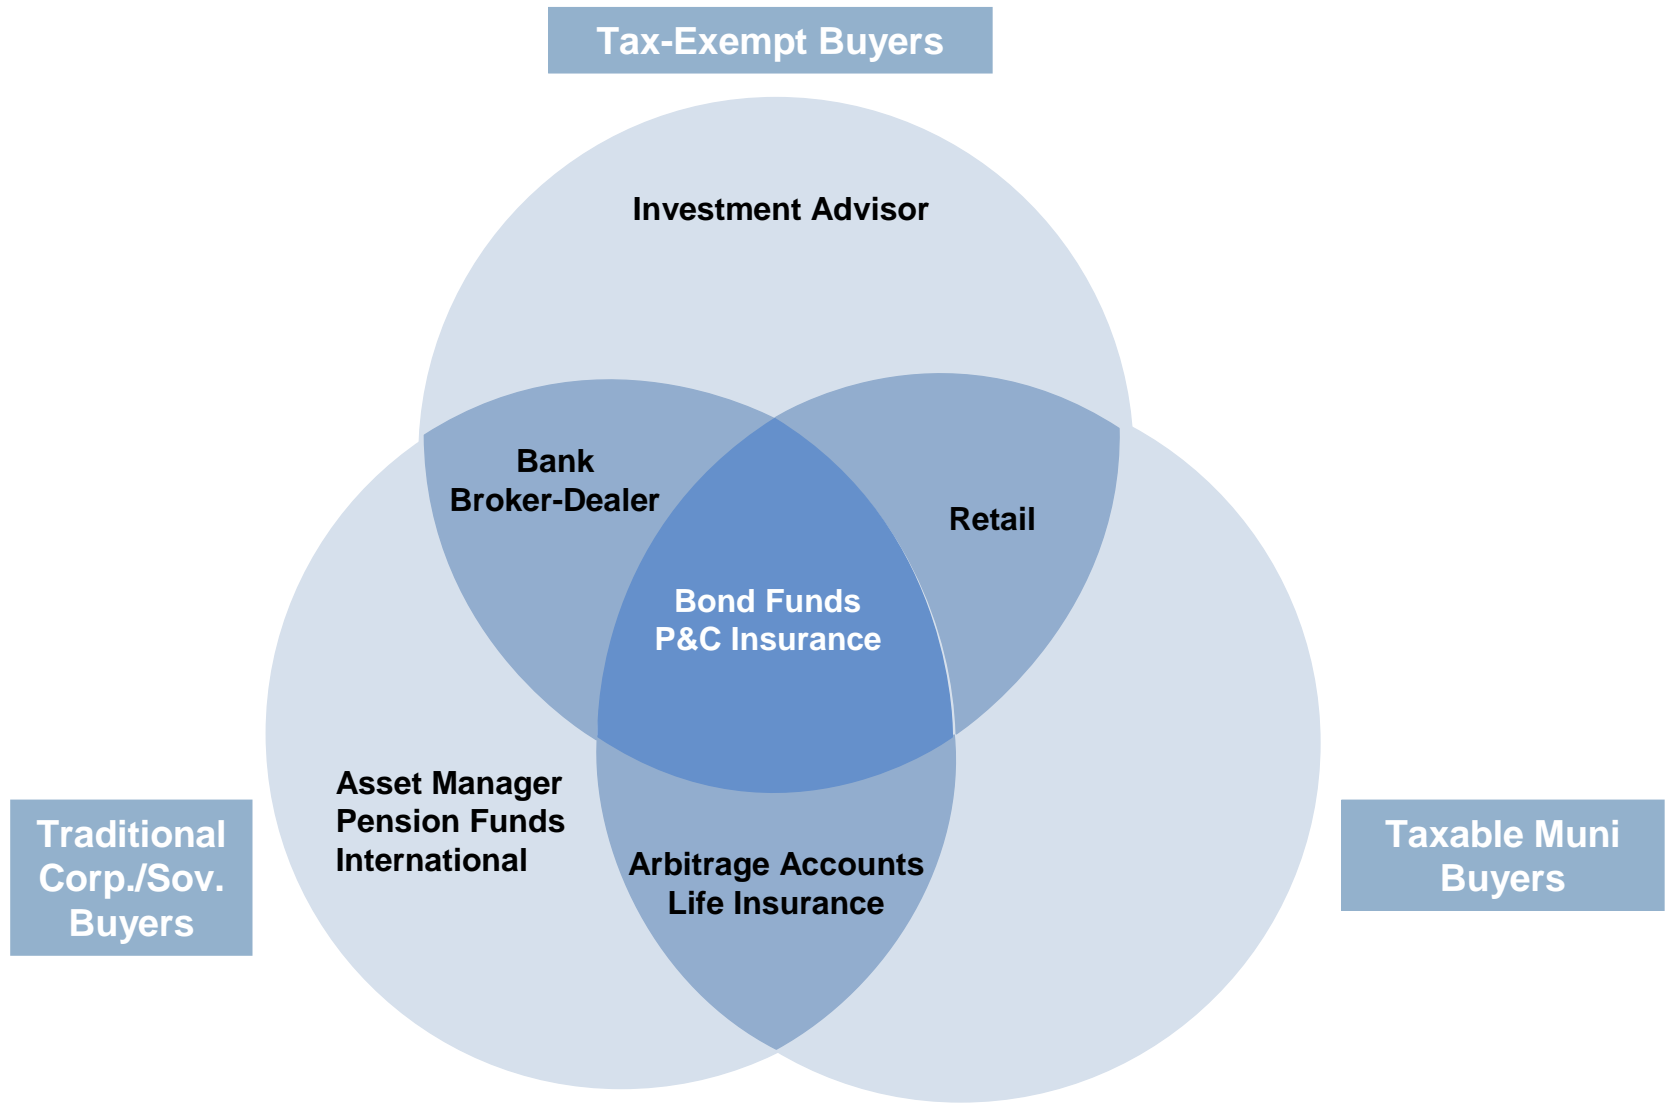 Tax-Exempt Buyers
Investment Advisor
Bank
Broker-Dealer
Retail
Bond Funds
P&C Insurance
Asset Manager
Pension Funds
International
Arbitrage Accounts
Life Insurance
Traditional
Corp./Sov.
Buyers
Taxable Muni
Buyers